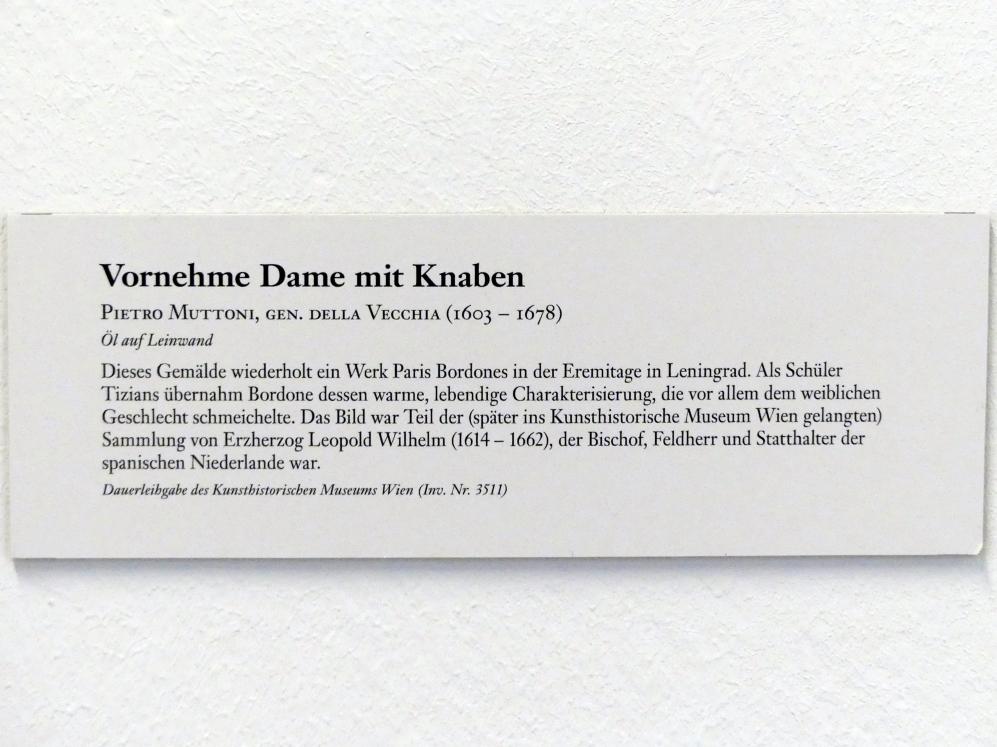 Vornehme Dame mit Knaben
Pietro Muttoni, gen. della Vecchia (1603 – 1678)
Öl auf Leinwand
Dieses Gemälde wiederholt ein Werk Paris Bordones in der Eremitage in Leningrad. Als Schüler
Tizians übernahm Bordone dessen warme, lebendige Charakterisierung, die vor allem dem weiblichen
Geschlecht schmeichelte. Das Bild war Teil der (später ins Kunsthistorische Museum Wien gelangten)
Sammlung von Erzherzog Leopold Wilhelm (1614 – 1662), der Bischof, Feldherr und Statthalter der
spanischen Niederlande war.
Dauerleihgabe des Kunsthistorischen Museums Wien (Inv. Nr. 3511)